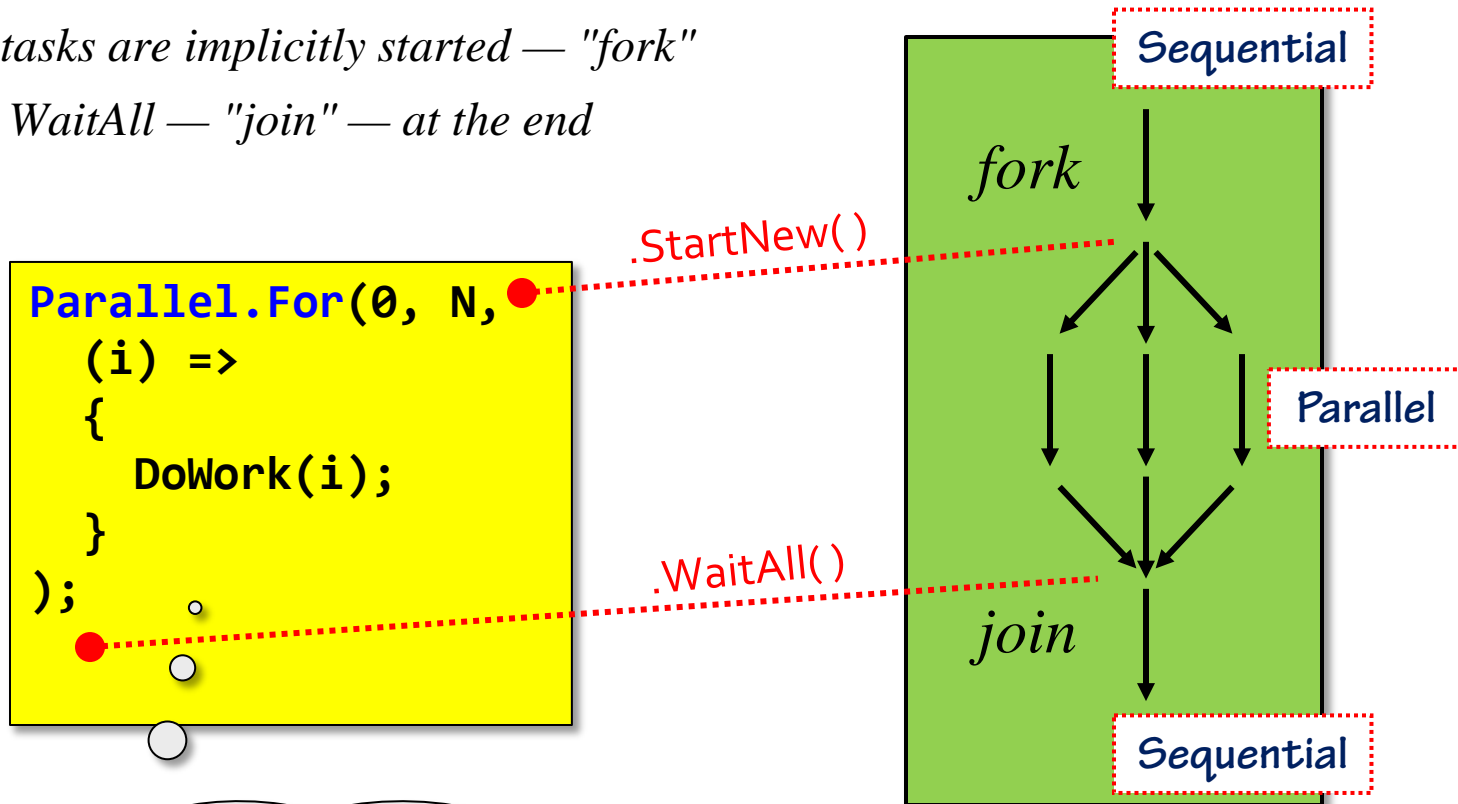 tasks are implicitly started — "fork"
WaitAll — "join" — at the end
Parallel.For(0, N,
(i) =>
{
DoWork(i);
}
);
.StartNew( )
.WaitAll( )
Sequential
fork
Parallel
join
Sequential